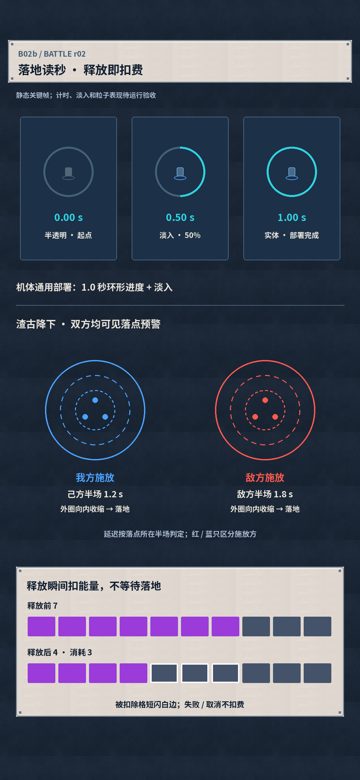 B02b / BATTLE r02
落地读秒 · 释放即扣费
静态关键帧；计时、淡入和粒子表现待运行验收
0.00 s
半透明 · 起点
0.50 s
淡入 · 50%
1.00 s
实体 · 部署完成
机体通用部署：1.0 秒环形进度 + 淡入
渣古降下 · 双方均可见落点预警
我方施放
己方半场 1.2 s
外圈向内收缩 → 落地
敌方施放
敌方半场 1.8 s
外圈向内收缩 → 落地
延迟按落点所在半场判定；红 / 蓝只区分施放方
释放瞬间扣能量，不等待落地
释放前 7
释放后 4 · 消耗 3
被扣除格短闪白边；失败 / 取消不扣费